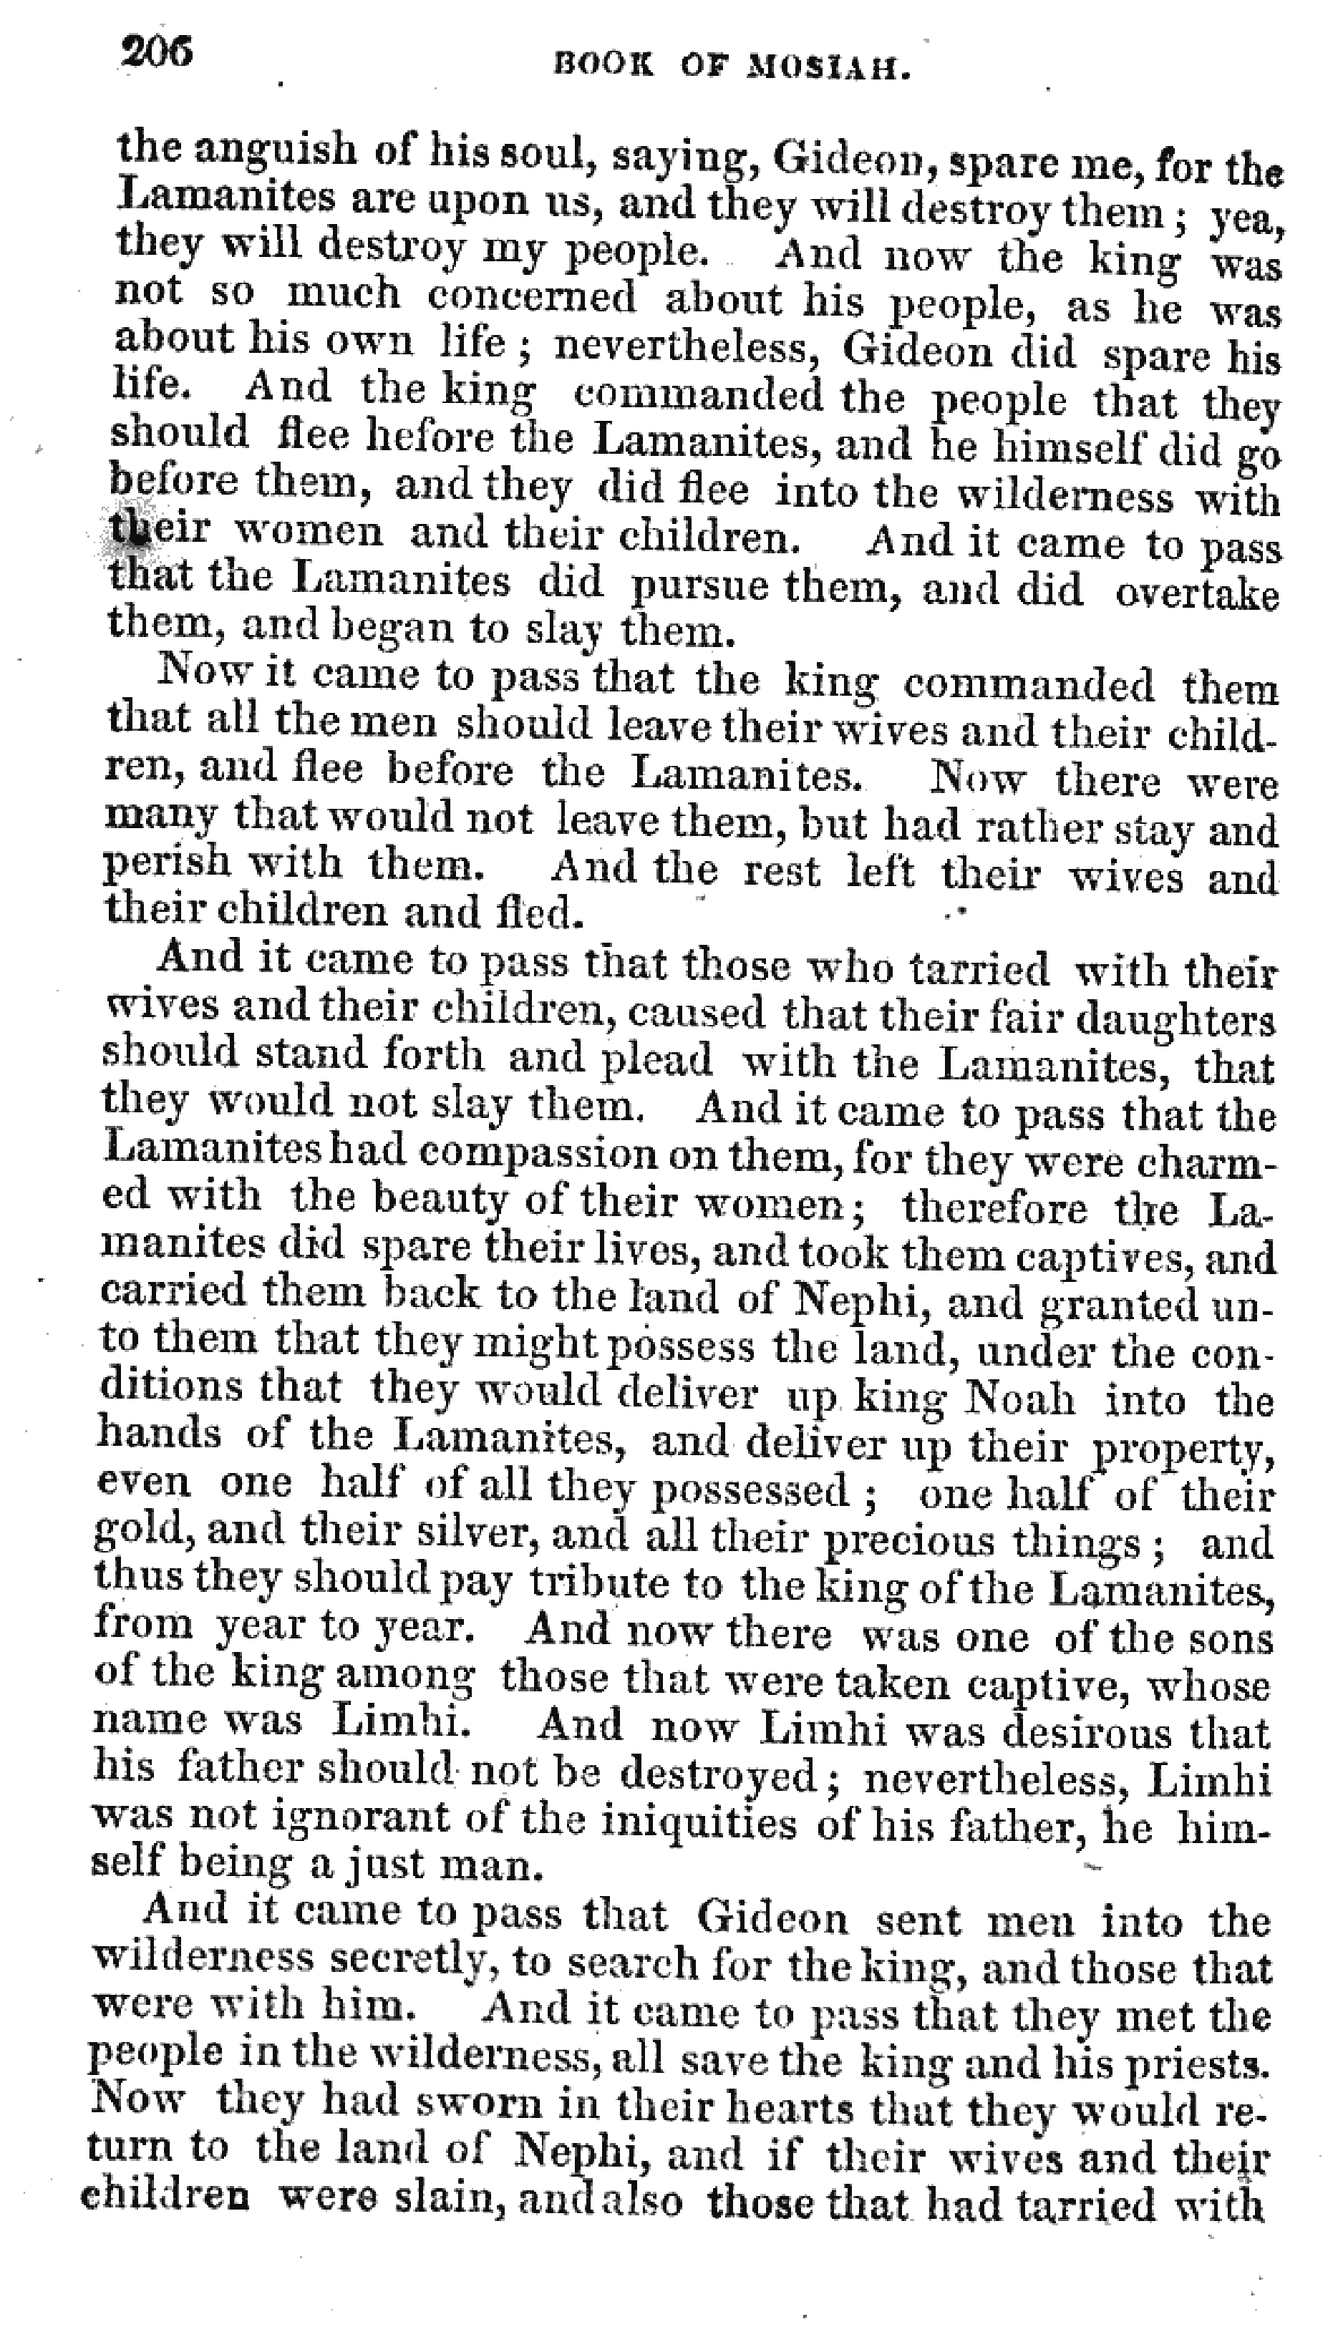 206
BOOK OF MOSIAH.
the anguish of his soul, saying, Gideon, spare me, for the
Lamanites are upon us, and they will destroy them; yea,
they will destroy my people. And now the king was
not so much concerned about his people, as he was
about his own life; nevertheless, Gideon did spare his
life. And the king commanded the people that they
should flee hefore the Lamanites, and he himself did go
before them, and they did flee into the wilderness with
their women and their children. And it came to pass
that the Lamanites did pursue them, and did overtake
them, and began to slay them.
Now it came to pass that the king commanded them
that all the men should leave their wives and their child-
ren, and flee before the Lamanites. Now there were
many that would not leave them, but had rather stay and
perish with them. And the rest left their wives and
their children and fled.
And it came to pass that those who tarried with their
wives and their children, caused that their fair daughters
should stand forth and plead with the Lamanites, that
they would not slay them. And it came to pass that the
Lamanites had compassion on them, for they were charm-
ed with the beauty of their women; therefore the La-
manites did spare their lives, and took them captives, and
carried them back to the land of Nephi, and granted un-
to them that they might possess the land, under the con-
ditions that they would deliver up king Noah into the
hands of the Lamanites, and deliver up their property,
even one half of all they possessed; one half of their
gold, and their silver, and all their precious things; and
thus they should pay tribute to the king of the Lamanites,
from year to year. And now there was one of the sons
of the king among those that were taken captive, whose
name was Limhi. And now Limhi was desirous that
his father should not be destroyed; nevertheless, Limhi
was not ignorant of the iniquities of his father, he him-
self being a just man.
And it came to pass that Gideon sent men into the
wilderness secretly, to search for the king, and those that
were with him. And it came to pass that they met the
people in the wilderness, all save the king and his priests.
Now they had sworn in their hearts that they would re-
turn to the land of Nephi, and if their wives and their
children were slain, and also those that had tarried with